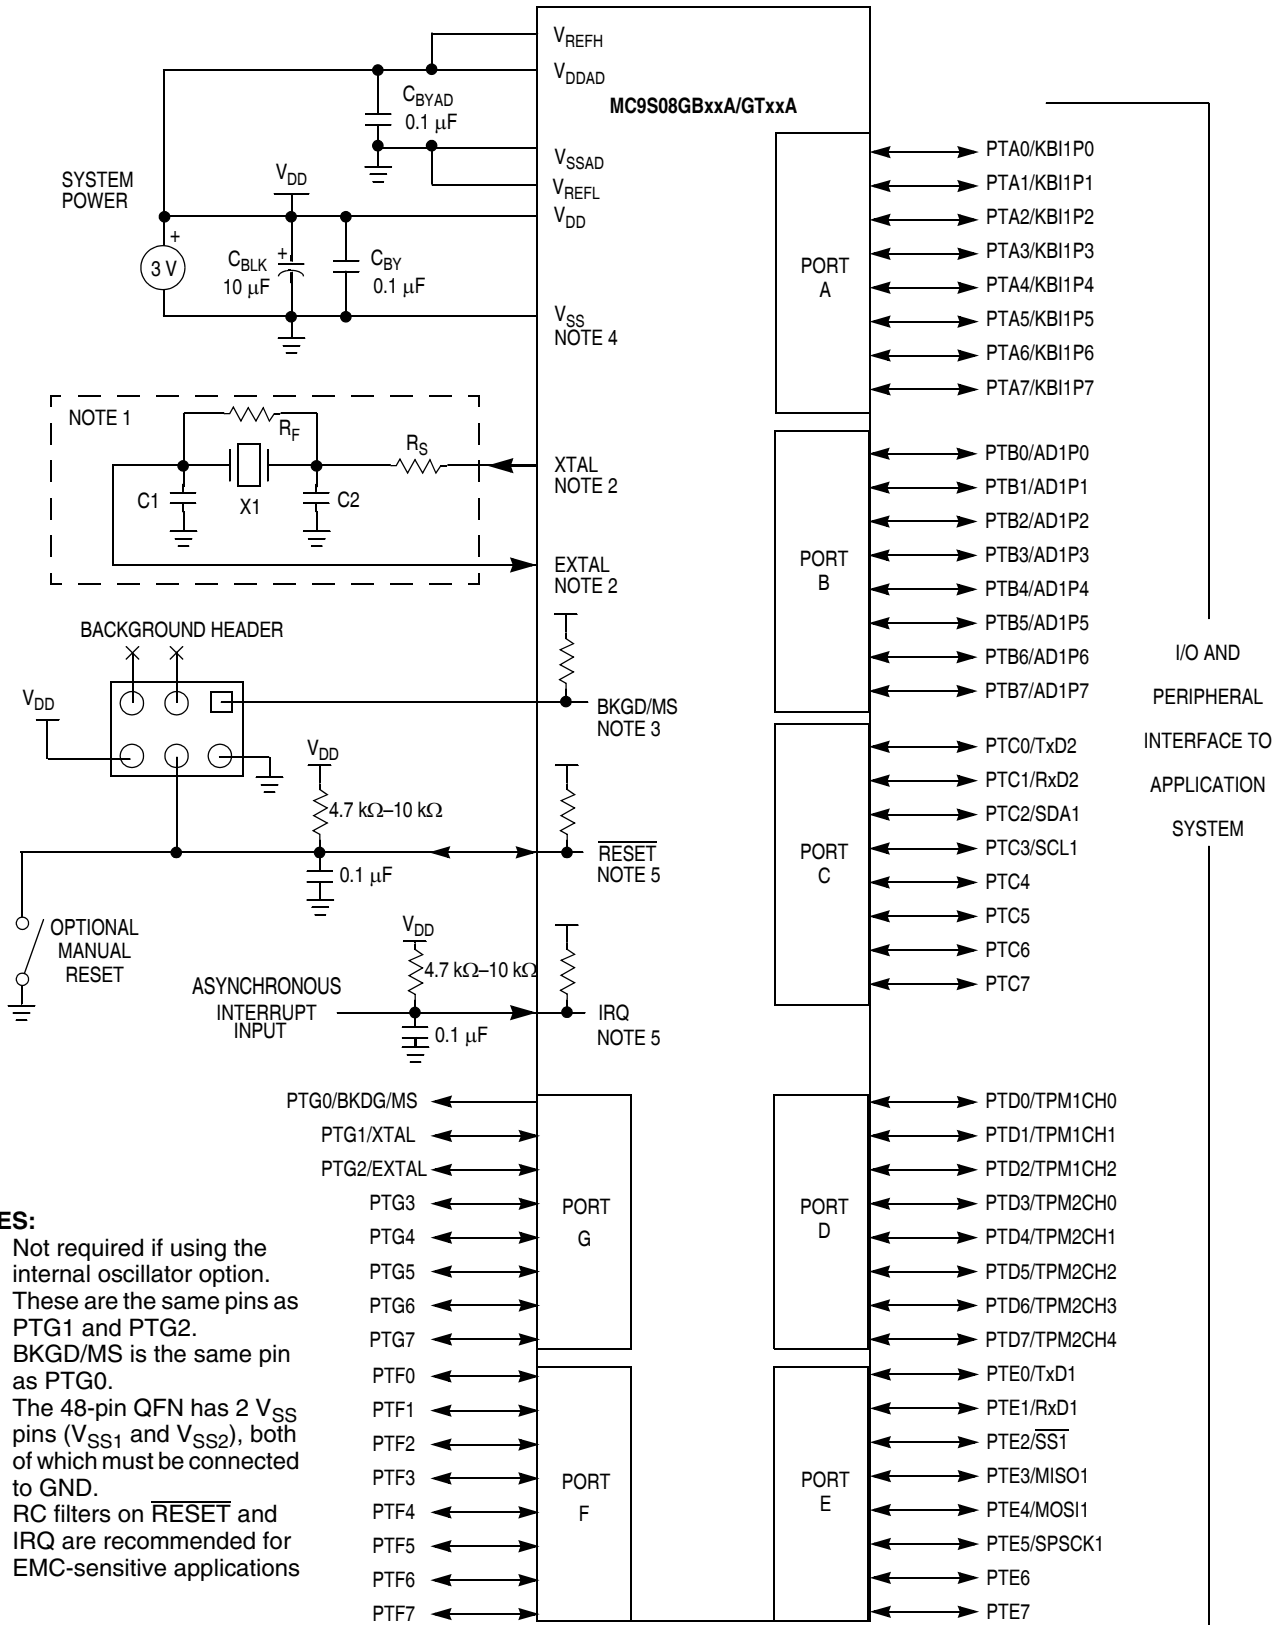 VREFH
VDDAD
MC9S08GBxxA/GTxxA
CBYAD
0.1 µF
VSSAD
VREFL
SYSTEM
POWER
VDD
VDD
+
3 V
CBLK
+
10 µF
CBY
0.1 µF
VSS
NOTE 4
NOTE 1
RF
RS
C1
X1
C2
XTAL
NOTE 2
EXTAL
NOTE 2
BACKGROUND HEADER
VDD
BKGD/MS
NOTE 3
VDD
4.7 kΩ–10 kΩ
0.1 µF
RESET
NOTE 5
OPTIONAL
MANUAL
RESET
VDD
4.7 kΩ–10 kΩ
ASYNCHRONOUS
INTERRUPT
INPUT
0.1 µF
IRQ
NOTE 5
PORT
A
PTA0/KBI1P0
PTA1/KBI1P1
PTA2/KBI1P2
PTA3/KBI1P3
PTA4/KBI1P4
PTA5/KBI1P5
PTA6/KBI1P6
PTA7/KBI1P7
PORT
B
PTB0/AD1P0
PTB1/AD1P1
PTB2/AD1P2
PTB3/AD1P3
PTB4/AD1P4
PTB5/AD1P5
PTB6/AD1P6
PTB7/AD1P7
PORT
C
PTC0/TxD2
PTC1/RxD2
PTC2/SDA1
PTC3/SCL1
PTC4
PTC5
PTC6
PTC7
I/O AND
PERIPHERAL
INTERFACE TO
APPLICATION
SYSTEM
PTG0/BKDG/MS
PTG1/XTAL
PTG2/EXTAL
PTG3
PTG4
PTG5
PTG6
PTG7
PORT
G
PORT
D
PTD0/TPM1CH0
PTD1/TPM1CH1
PTD2/TPM1CH2
PTD3/TPM2CH0
PTD4/TPM2CH1
PTD5/TPM2CH2
PTD6/TPM2CH3
PTD7/TPM2CH4
PTF0
PTF1
PTF2
PTF3
PTF4
PTF5
PTF6
PTF7
PORT
F
PORT
E
PTE0/TxD1
PTE1/RxD1
PTE2/SS1
PTE3/MISO1
PTE4/MOSI1
PTE5/SPSCK1
PTE6
PTE7
ES:
Not required if using the
internal oscillator option.
These are the same pins as
PTG1 and PTG2.
BKGD/MS is the same pin
as PTG0.
The 48-pin QFN has 2 VSS
pins (VSS1 and VSS2), both
of which must be connected
to GND.
RC filters on RESET and
IRQ are recommended for
EMC-sensitive applications